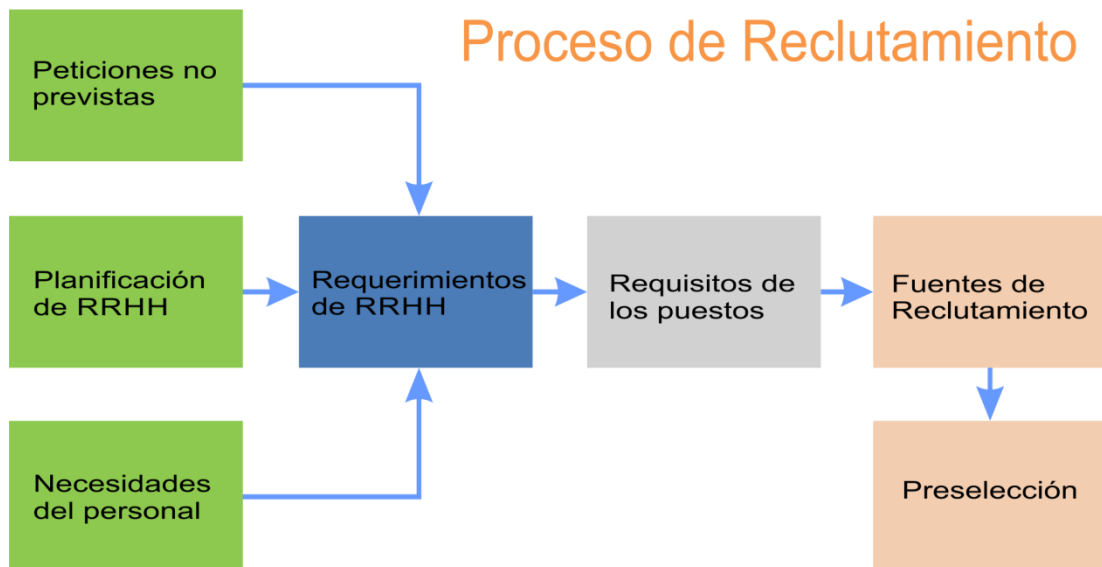 Proceso de Reclutamiento
Peticiones no
previstas
Planificación
de RRHH
Requerimientos
de RRHH
Requisitos de
los puestos
Fuentes de
Reclutamiento
Necesidades
del personal
Preselección